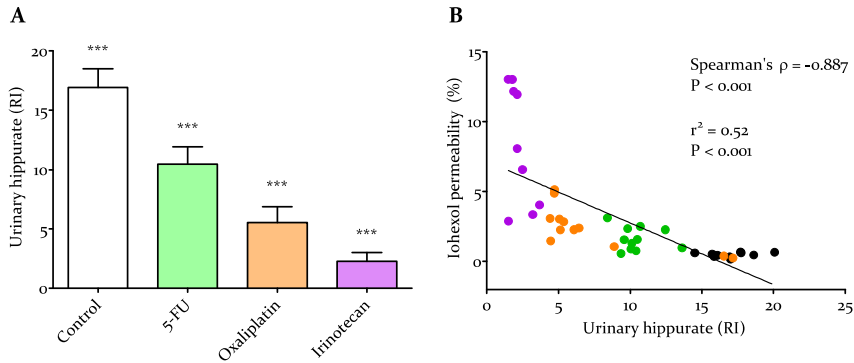 A
Urinary hippurate (RI)
20
15
10
5
0
***
***
***
***
Control
5-FU
Oxaliplatin
Irinotecan
B
Iohexol permeability (%)
15
10
5
0
Spearman's ρ = -0.887
P < 0.001
r² = 0.52
P < 0.001
0 5 10 15 20 25
Urinary hippurate (RI)